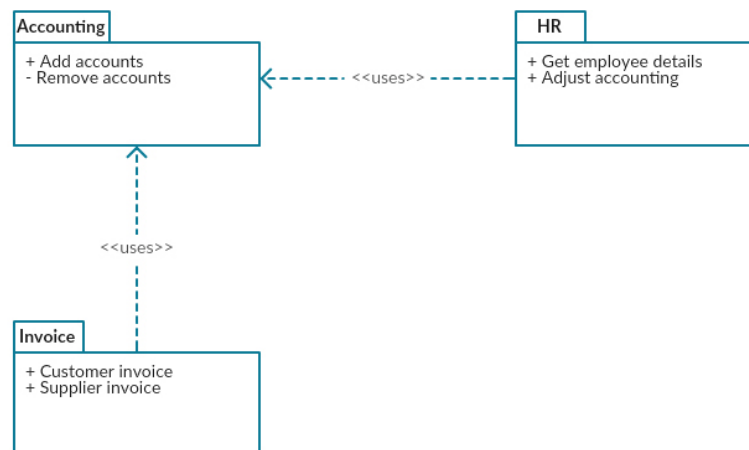 Accounting
+ Add accounts
- Remove accounts
<<uses>>
HR
+ Get employee details
+ Adjust accounting
<<uses>>
Invoice
+ Customer invoice
+ Supplier invoice